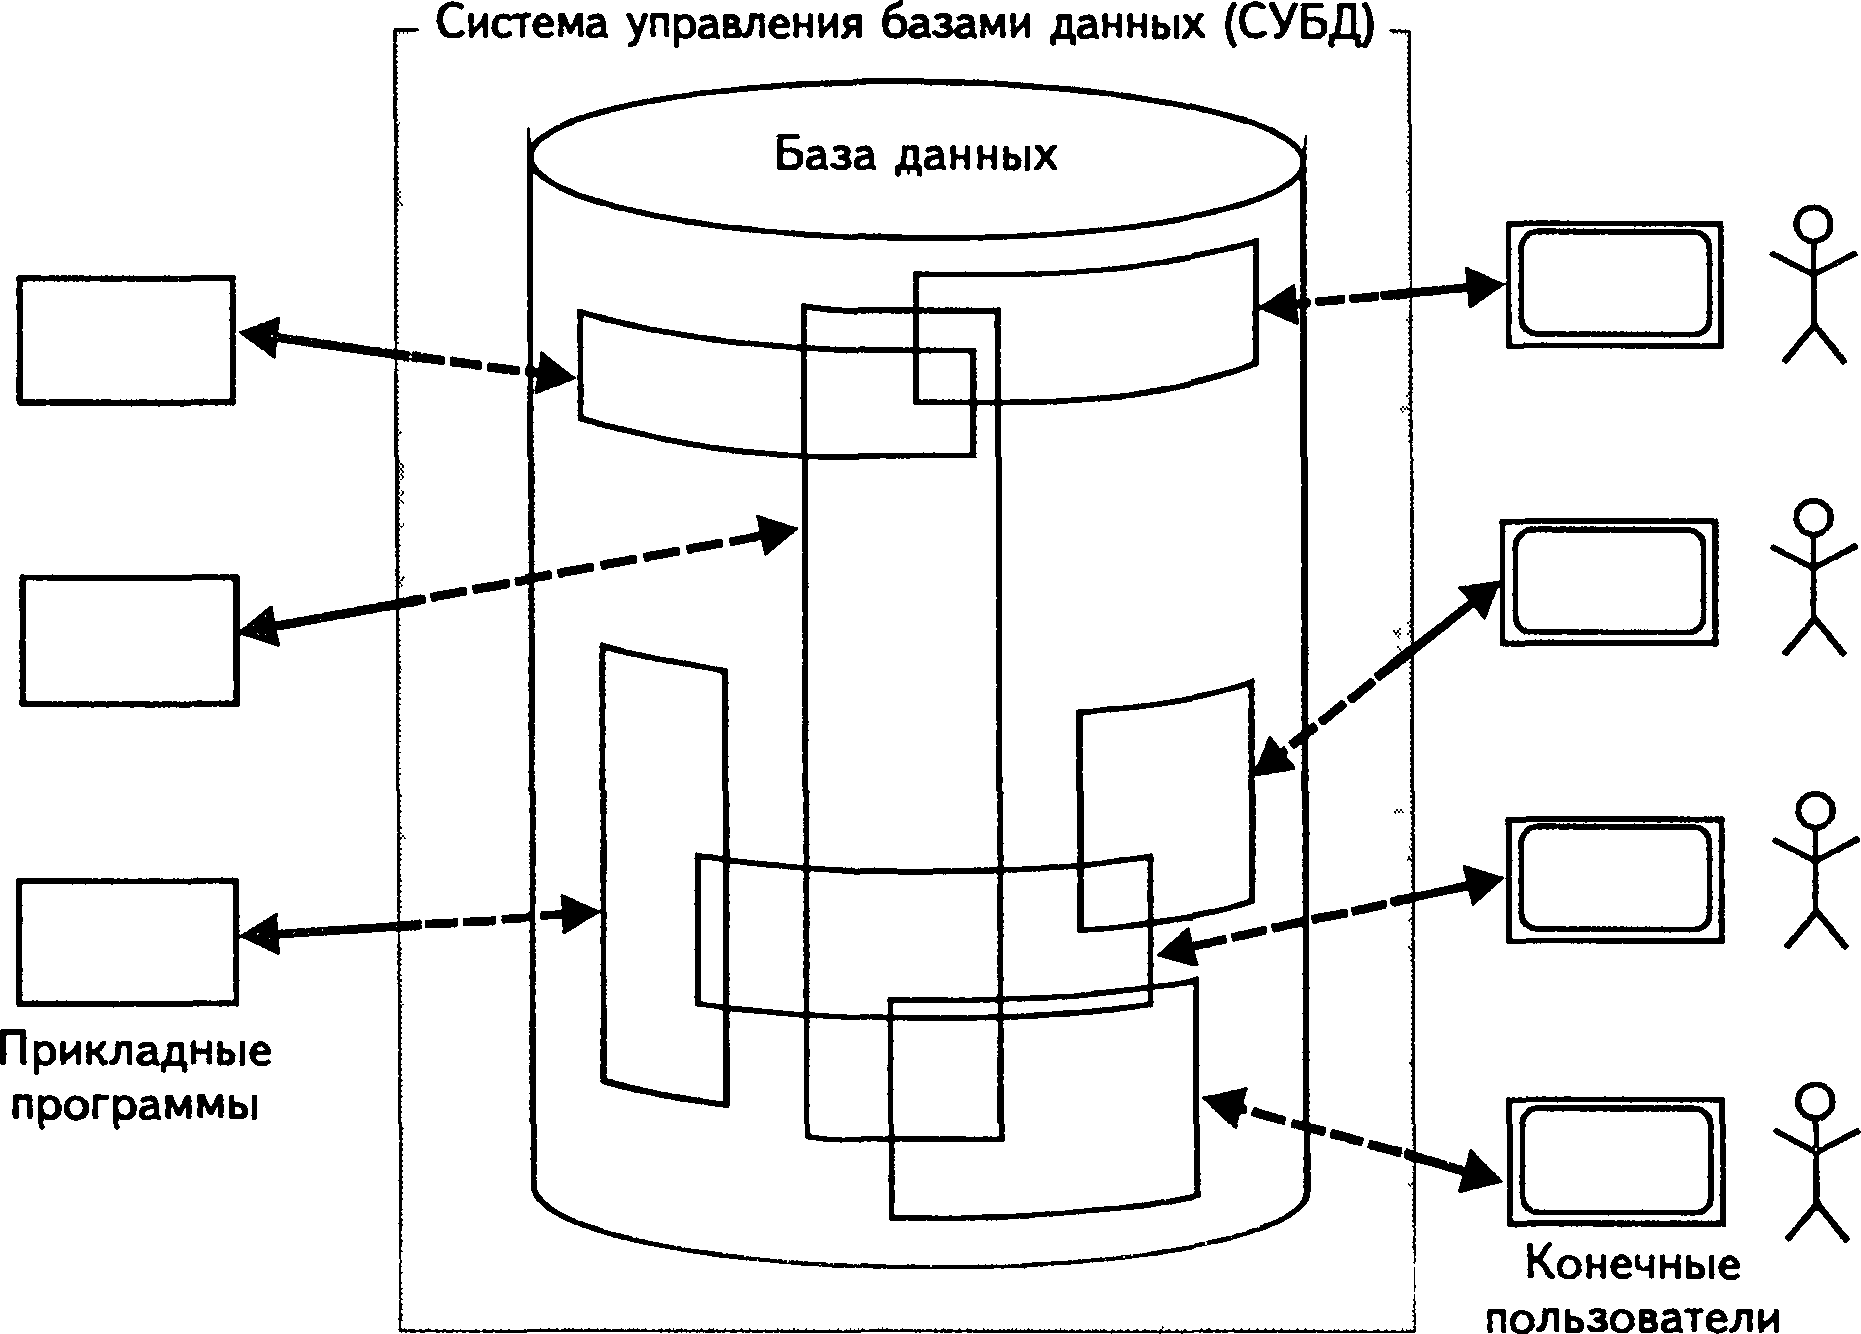 Система управления базами данных (СУБД)
База данных
Прикладные
программы
Конечные
пользователи